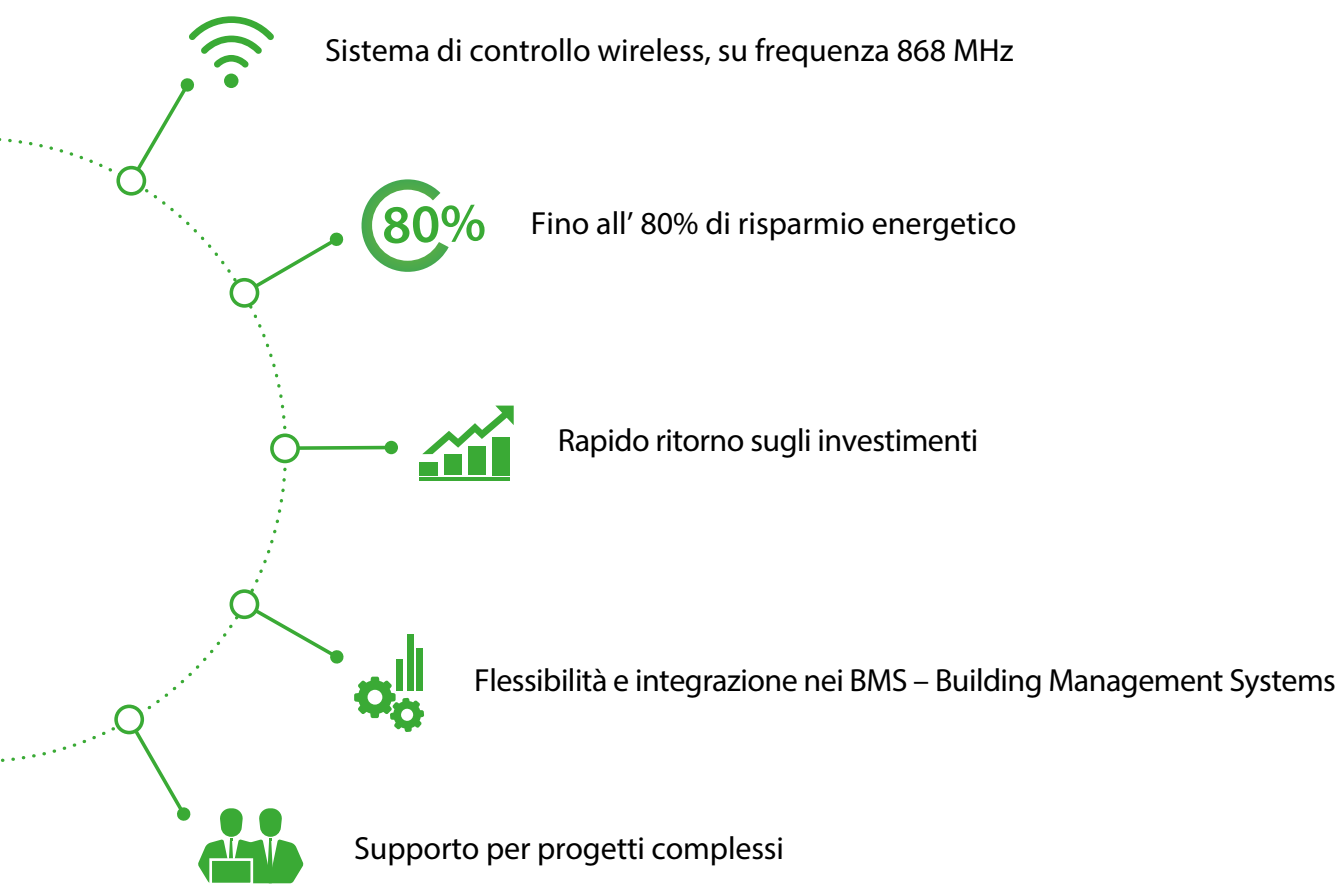 Sistema di controllo wireless, su frequenza 868 MHz
80%
Fino all’ 80% di risparmio energetico
Rapido ritorno sugli investimenti
Flessibilità e integrazione nei BMS – Building Management Systems
Supporto per progetti complessi